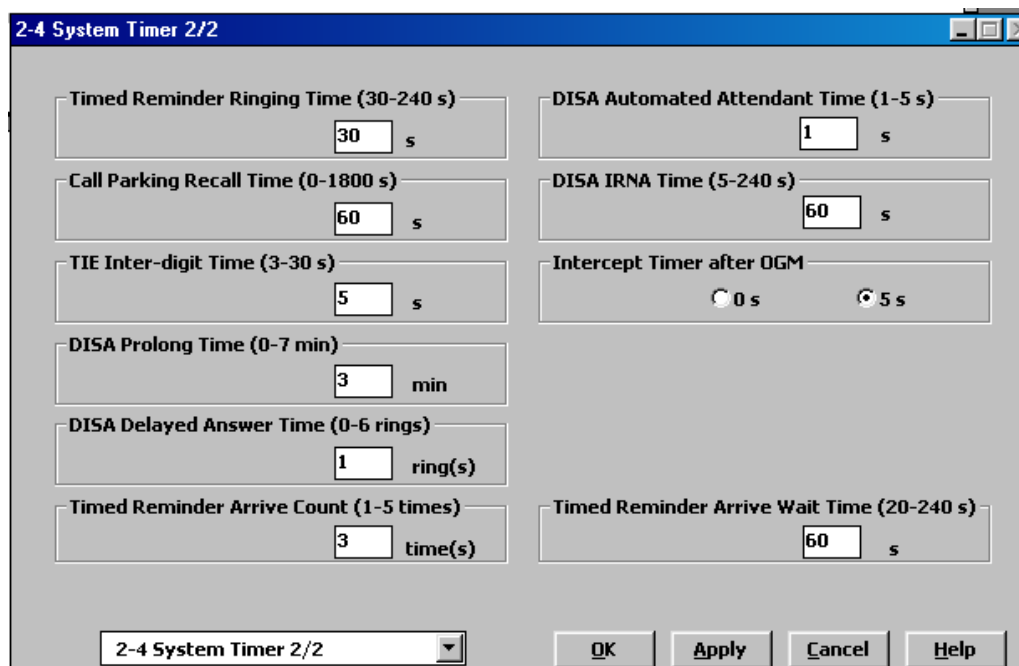 2-4 System Timer 2/2
Timed Reminder Ringing Time (30-240 s)
30 s
DISA Automated Attendant Time (1-5 s)
1 s
Call Parking Recall Time (0-1800 s)
60 s
DISA IRNA Time (5-240 s)
60 s
TIE Inter-digit Time (3-30 s)
5 s
Intercept Timer after OGM
0 s 5 s
DISA Prolong Time (0-7 min)
3 min
DISA Delayed Answer Time (0-6 rings)
1 ring(s)
Timed Reminder Arrive Count (1-5 times)
3 time(s)
Timed Reminder Arrive Wait Time (20-240 s)
60 s
2-4 System Timer 2/2
OK Apply Cancel Help